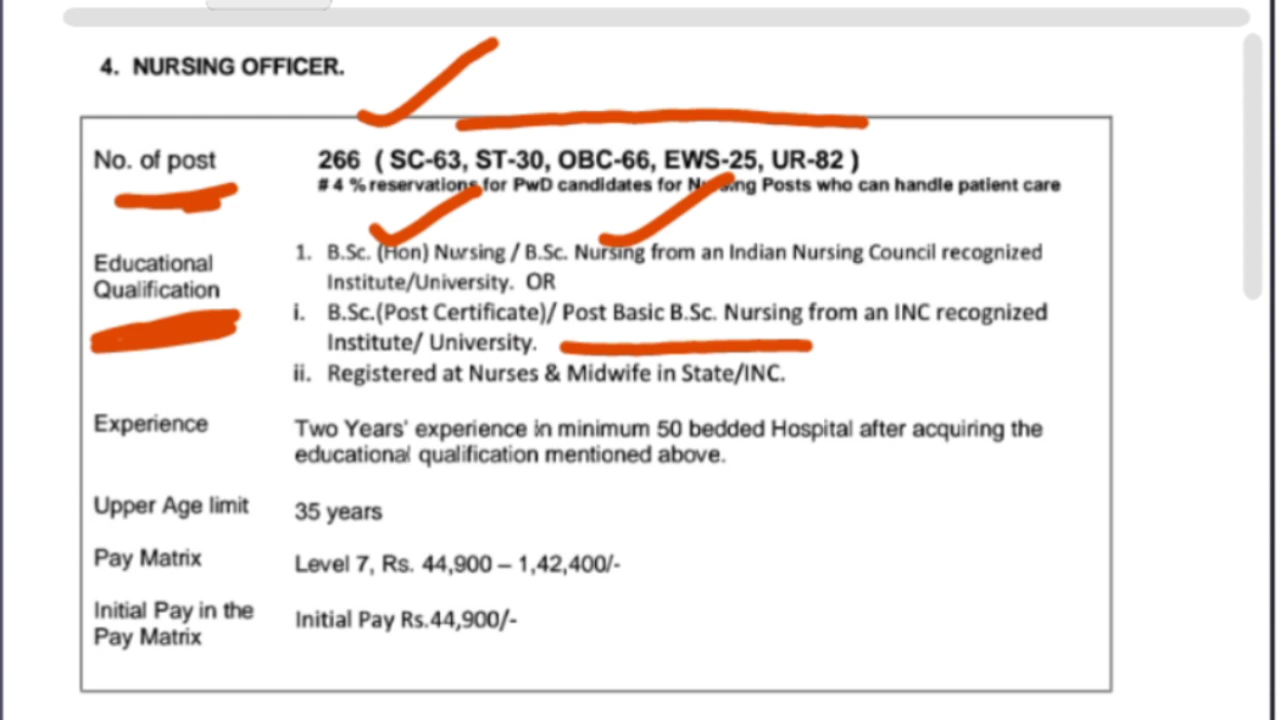 4. NURSING OFFICER.
No. of post 266 ( SC-63, ST-30, OBC-66, EWS-25, UR-82 )
# 4 % reservations for PwD candidates for Nursing Posts who can handle patient care
Educational Qualification
1. B.Sc. (Hon) Nursing / B.Sc. Nursing from an Indian Nursing Council recognized
Institute/University. OR
i. B.Sc.(Post Certificate)/ Post Basic B.Sc. Nursing from an INC recognized
Institute/ University.
ii. Registered at Nurses & Midwife in State/INC.
Experience Two Years' experience in minimum 50 bedded Hospital after acquiring the
educational qualification mentioned above.
Upper Age limit 35 years
Pay Matrix Level 7, Rs. 44,900 – 1,42,400/-
Initial Pay in the Initial Pay Rs.44,900/-
Pay Matrix